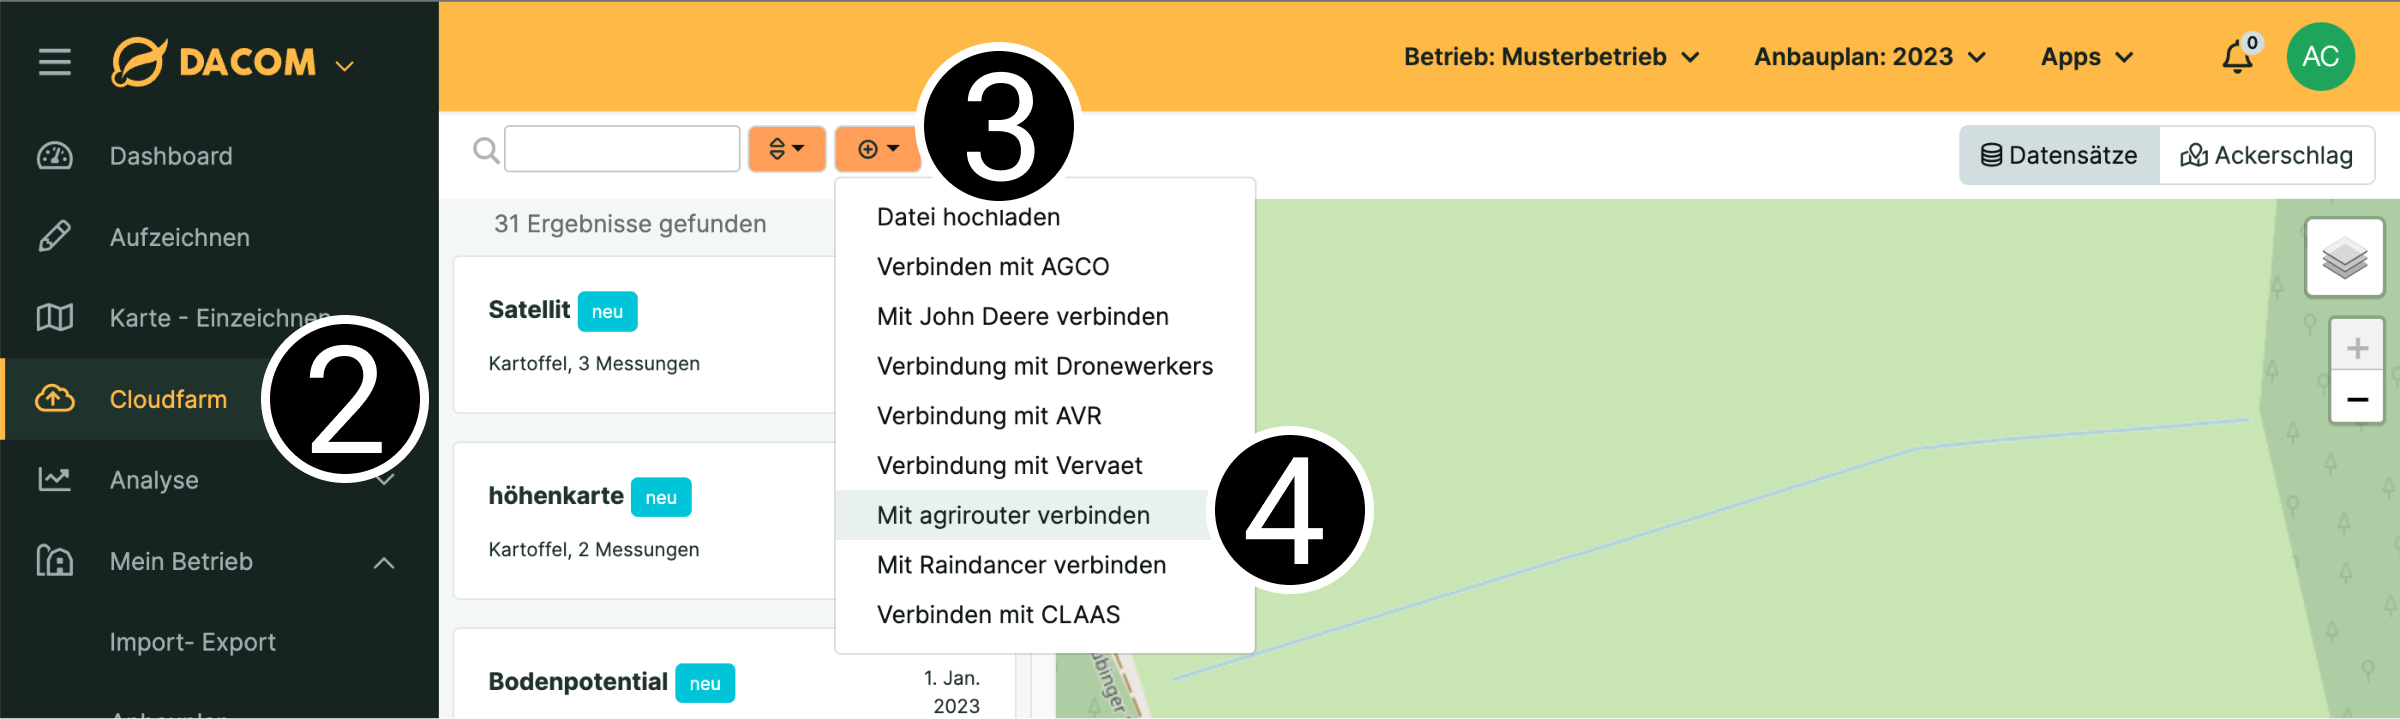 DACOM
Betrieb: Musterbetrieb
Anbauplan: 2023
Apps
0
AC
3
Datensätze
Ackerschlag
Dashboard
Aufzeichnen
Karte - Einzeichnen
Cloudfarm
2
Analyse
Mein Betrieb
Import- Export
Anbauplan
31 Ergebnisse gefunden
Satellit neu
Kartoffel, 3 Messungen
höhenkarte neu
Kartoffel, 2 Messungen
Bodenpotential neu
1. Jan.
2023
Datei hochladen
Verbinden mit AGCO
Mit John Deere verbinden
Verbindung mit Dronewerkers
Verbindung mit AVR
Verbindung mit Vervaet
Mit agrirouter verbinden
4
Mit Raindancer verbinden
Verbinden mit CLAAS